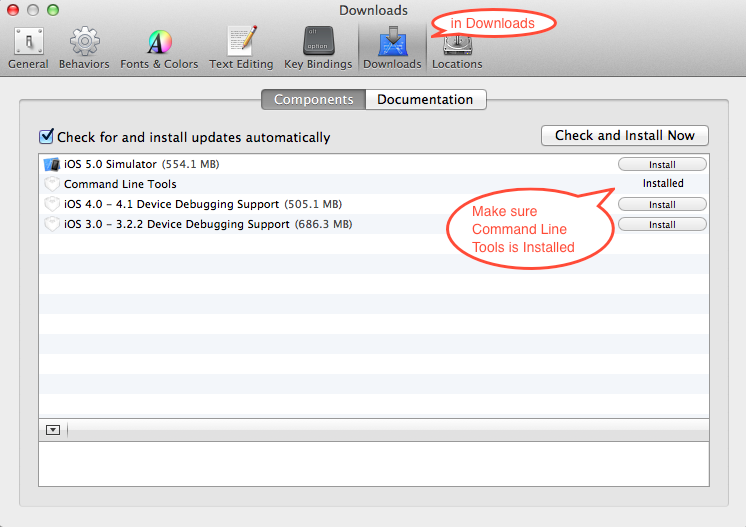 Downloads
in Downloads
General
Behaviors
Fonts & Colors
Text Editing
all
option
Key Bindings
Downloads
Locations
Components
Documentation
Check for and install updates automatically
Check and Install Now
iOS 5.0 Simulator (554.1 MB)
Install
Command Line Tools
Installed
iOS 4.0 – 4.1 Device Debugging Support (505.1 MB)
Install
iOS 3.0 – 3.2.2 Device Debugging Support (686.3 MB)
Install
Make sure
Command Line
Tools is Installed